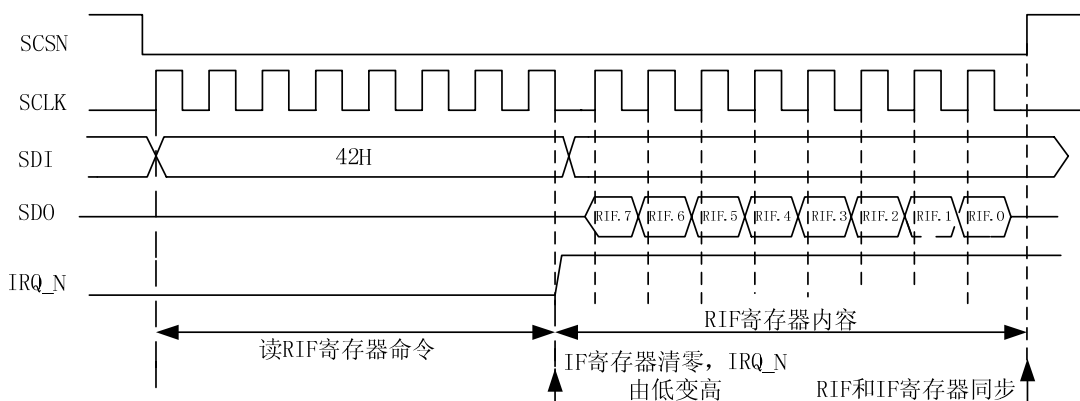 SCSN
SCLK
SDI 42H
SDO RIF.7 RIF.6 RIF.5 RIF.4 RIF.3 RIF.2 RIF.1 RIF.0
IRQ_N
RIF寄存器内容
读RIF寄存器命令
IF寄存器清零，IRQ_N
由低变高
RIF和IF寄存器同步